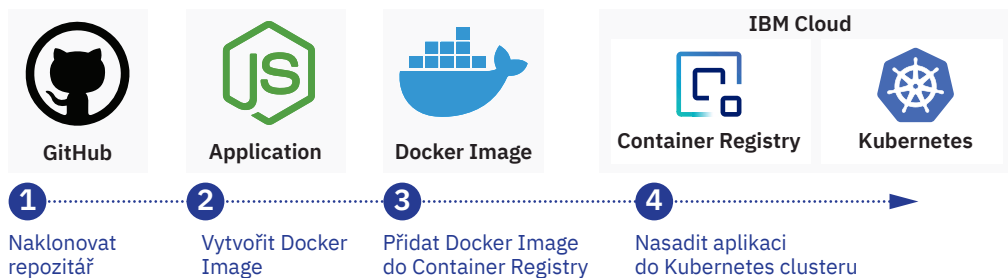 IBM Cloud
JS
GitHub
Application
Docker Image
Container Registry
Kubernetes
1
2
3
4
Naklonovat
repozitář
Vytvořit Docker
Image
Přidat Docker Image
do Container Registry
Nasadit aplikaci
do Kubernetes clusteru